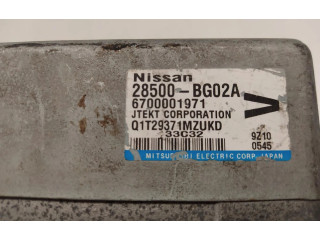 Nissan
28500-BG02A
6700001971
JTEKT CORPORATION
Q1T29371MZUKD
33C32
9Z10
0545
V
MITSUBISHI ELECTRIC CORP. JAPAN